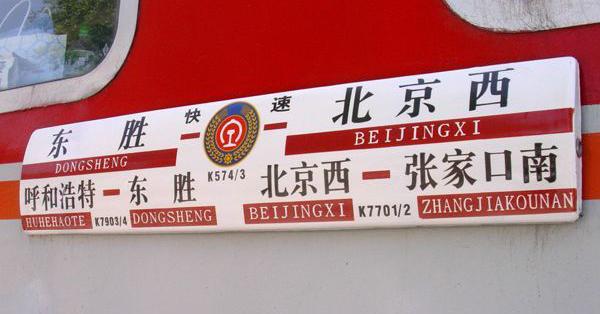 东胜 快速 北京西
DONGSHENG K574/3 BEIJINGXI
呼和浩特－东胜 北京西－张家口南
HUHEHAOTE K7903/4 DONGSHENG BEIJINGXI K7701/2 ZHANGJIAKOUNAN